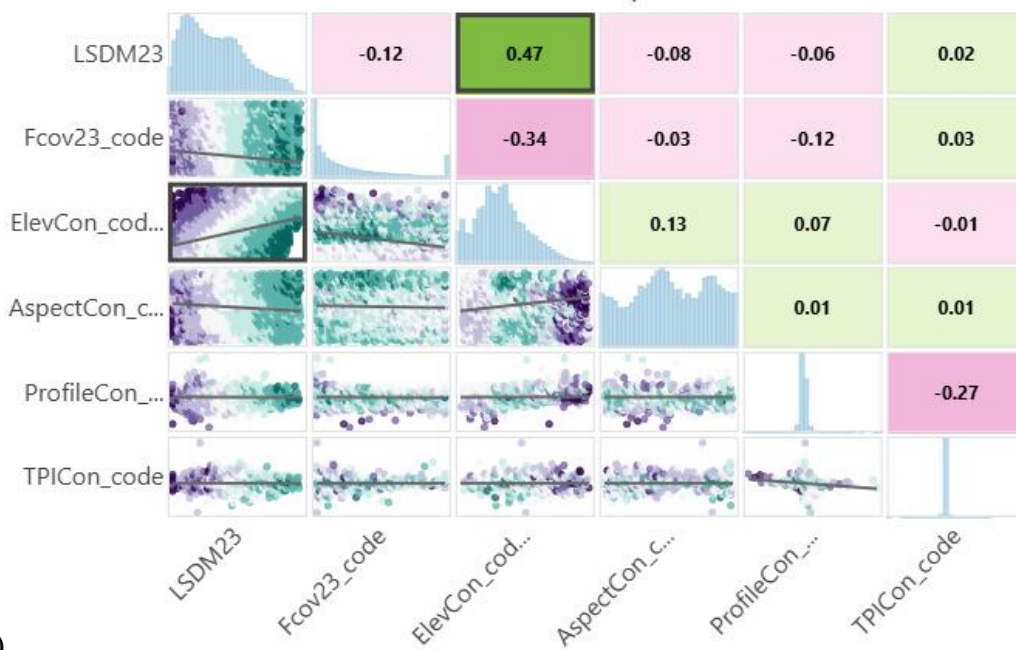 LSDM23 -0.12 0.47 -0.08 -0.06 0.02
Fcov23_code -0.34 -0.03 -0.12 0.03
ElevCon_cod... 0.13 0.07 -0.01
AspectCon_c... 0.01 0.01
ProfileCon_... -0.27
TPICon_code
LSDM23
Fcov23_code
ElevCon_cod...
AspectCon_c...
ProfileCon_...
TPICon_code
)